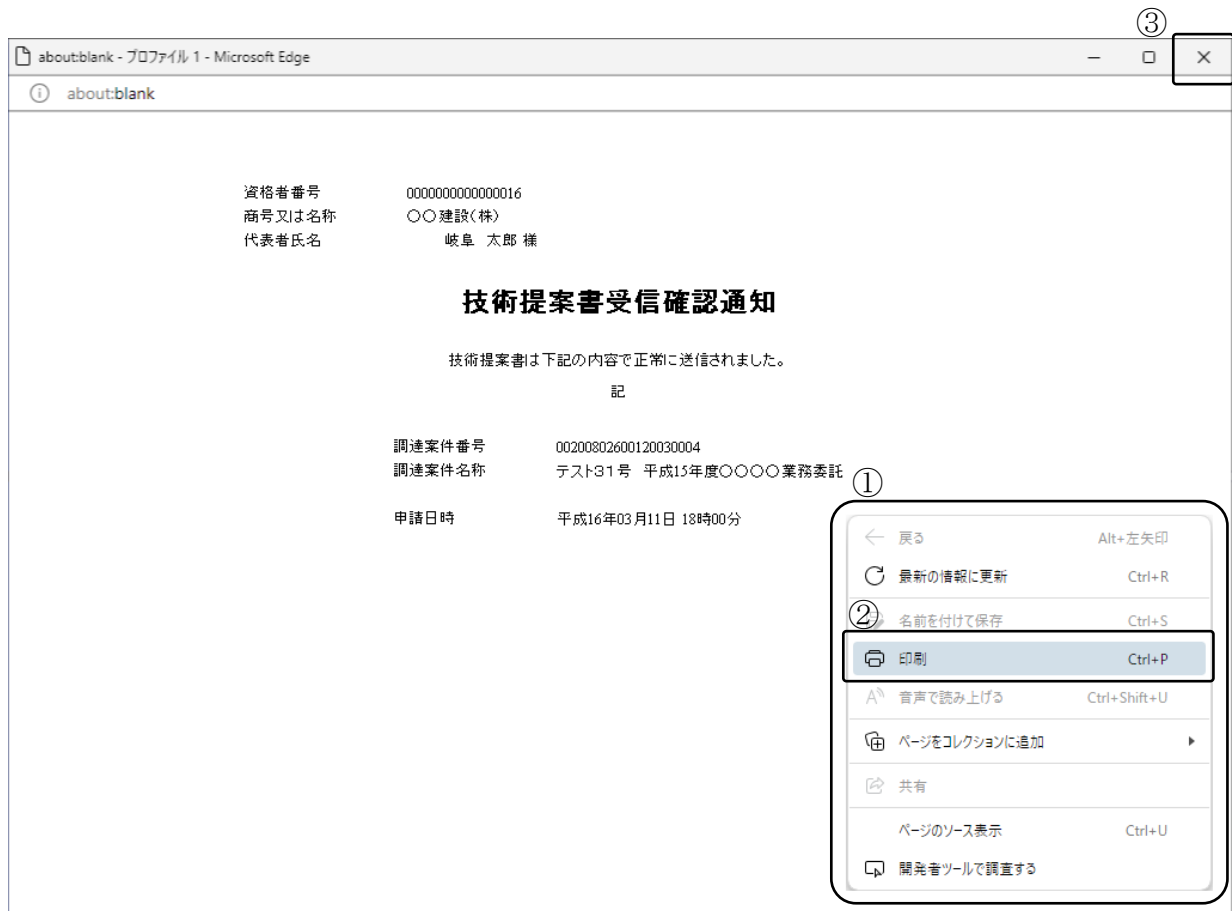 ③
about:blank - プロファイル 1 - Microsoft Edge
about:blank
資格者番号 0000000000000016
商号又は名称 〇〇建設(株)
代表者氏名 岐阜 太郎 様
技術提案書受信確認通知
技術提案書は下記の内容で正常に送信されました。
記
調達案件番号 00200802600120030004
調達案件名称 テスト31号 平成15年度〇〇〇〇業務委託
申請日時 平成16年03月11日 18時00分
①
戻る Alt+左矢印
最新の情報に更新 Ctrl+R
②
名前を付けて保存 Ctrl+S
印刷 Ctrl+P
音声で読み上げる Ctrl+Shift+U
ページをコレクションに追加
共有
ページのソース表示 Ctrl+U
開発者ツールで調査する